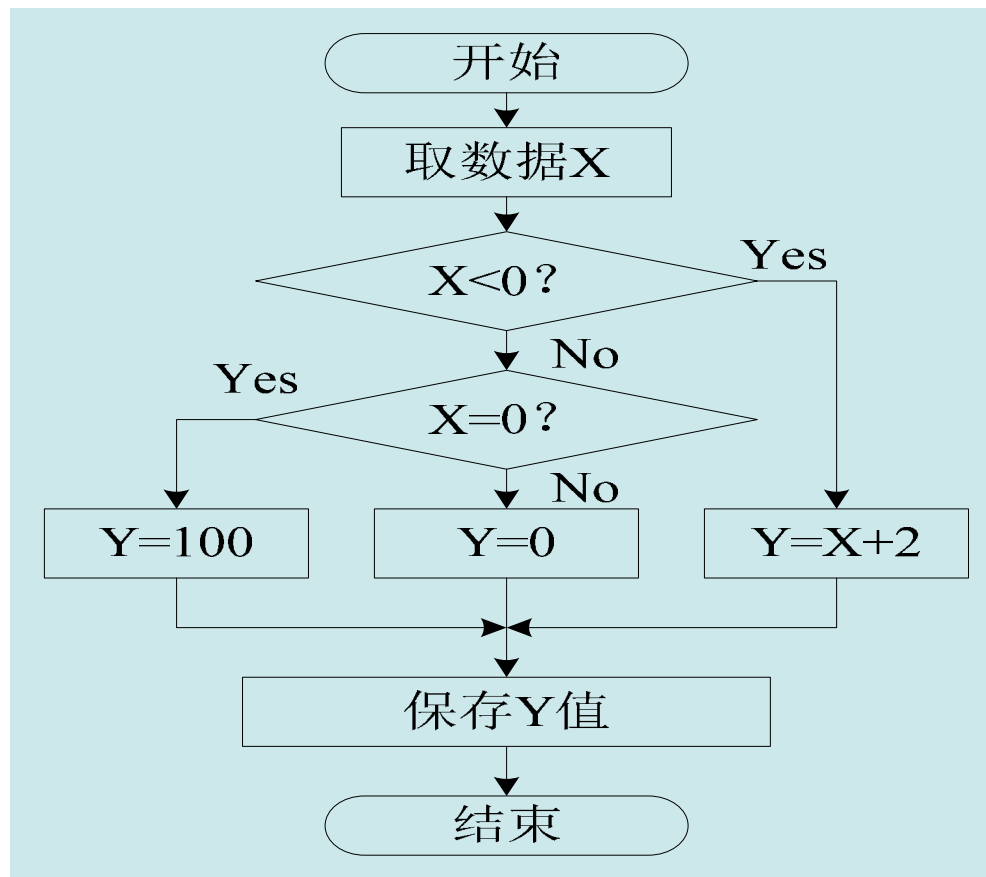 开始
取数据X
X<0?
Yes
No
X=0?
Yes
No
Y=100
Y=0
Y=X+2
保存Y值
结束